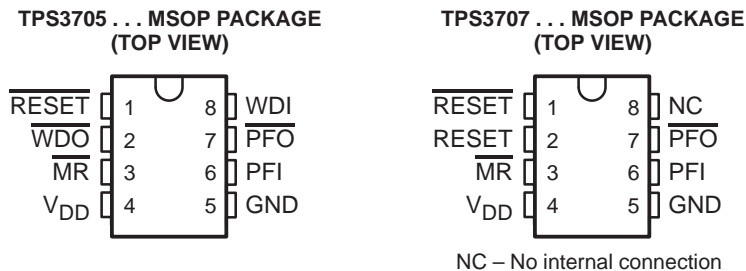 TPS3705 . . . MSOP PACKAGE
(TOP VIEW)
RESET 1 8 WDI
WDO 2 7 PFO
MR 3 6 PFI
VDD 4 5 GND
TPS3707 . . . MSOP PACKAGE
(TOP VIEW)
RESET 1 8 NC
RESET 2 7 PFO
MR 3 6 PFI
VDD 4 5 GND
NC – No internal connection